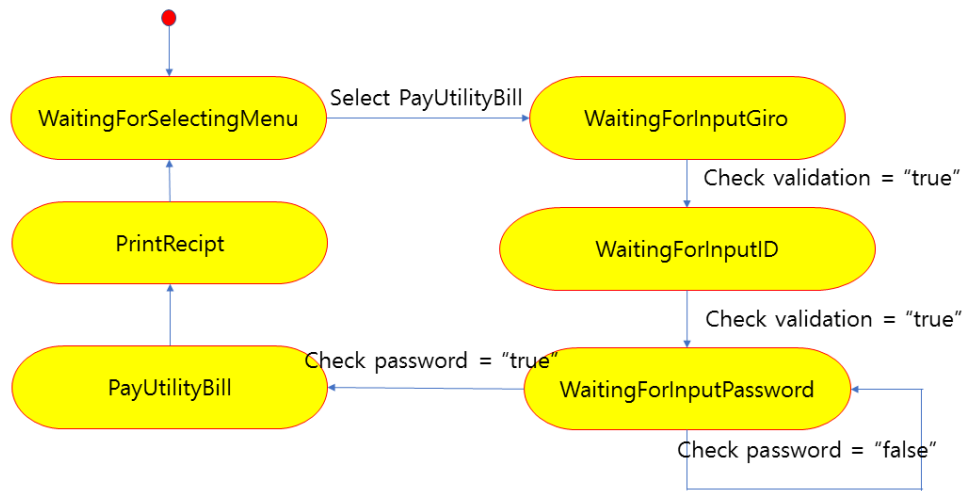 Select PayUtilityBill
WaitingForSelectingMenu
WaitingForInputGiro
Check validation = “true”
PrintRecipt
WaitingForInputID
Check validation = “true”
Check password = “true”
PayUtilityBill
WaitingForInputPassword
Check password = “false”